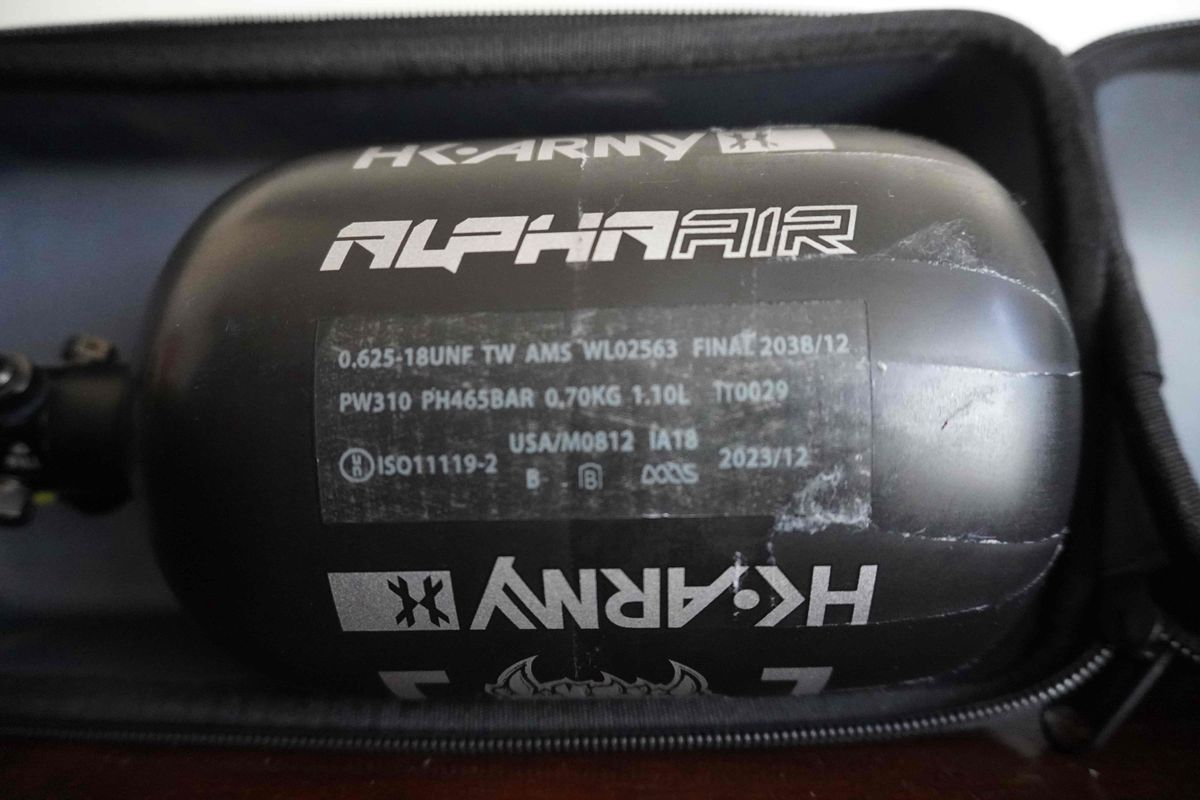 HK·ARMY
ALPHAAIR
0.625-18UNF TW AMS WL02563 FINAL 2038/12
PW310 PH465BAR 0.70KG 1.10L TT0029
UN ISO11119-2 USA/M0812 IA18 2023/12
B B
HK·ARMY